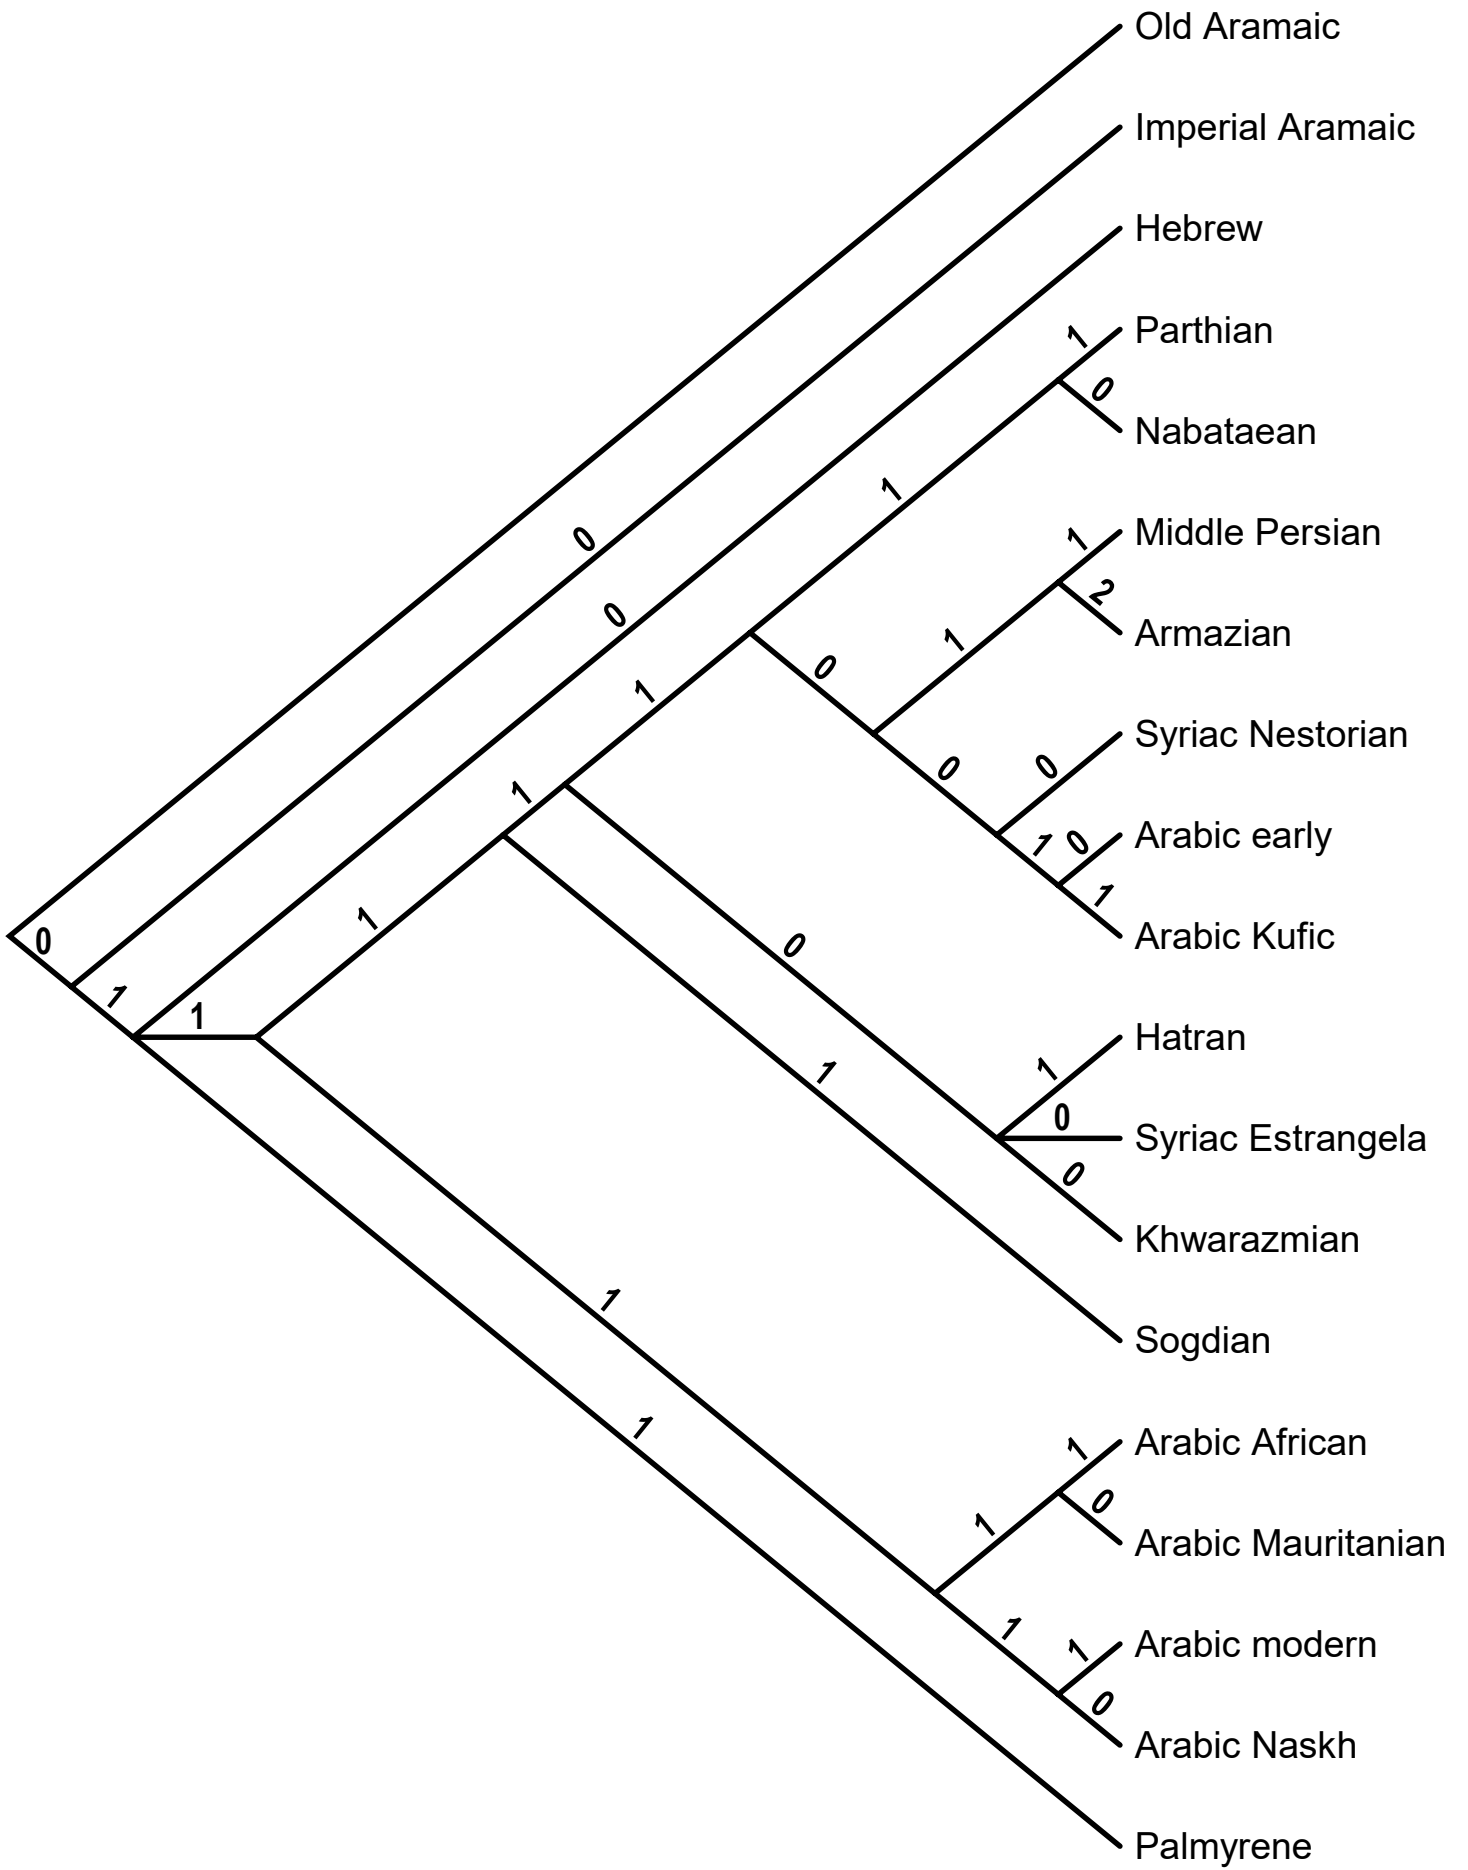 Old Aramaic
Imperial Aramaic
Hebrew
1
Parthian
0
Nabataean
1
1
Middle Persian
0
2
Armazian
0
1
0
1
Syriac Nestorian
0
0
1
1 0
Arabic early
1
Arabic Kufic
1
0
0
1
1
Hatran
1
0
Syriac Estrangela
1
0
Khwarazmian
1
Sogdian
1
1
Arabic African
0
Arabic Mauritanian
1
1
1
Arabic modern
0
Arabic Naskh
Palmyrene